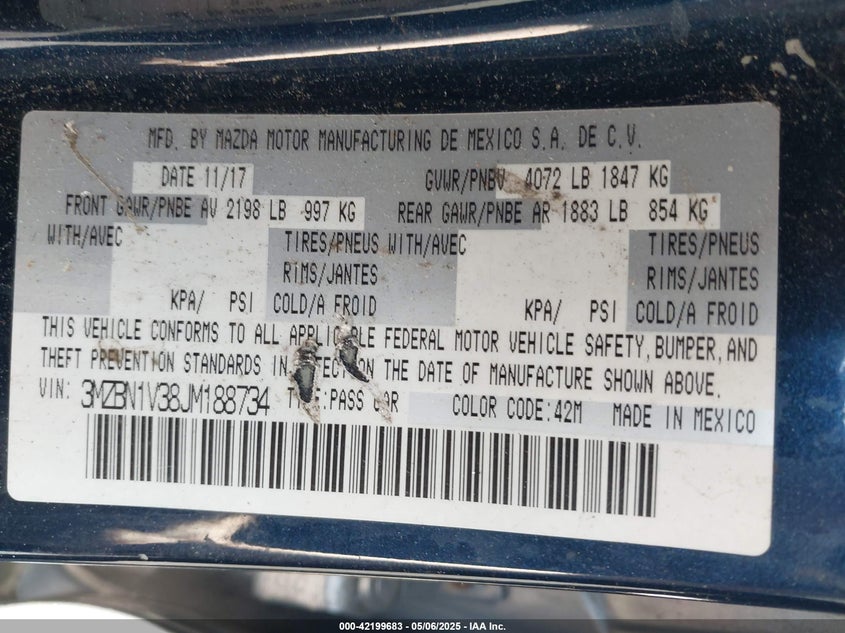 MFD. BY MAZDA MOTOR MANUFACTURING DE MEXICO S.A. DE C.V.
DATE 11/17 GVWR/PNBV 4072 LB 1847 KG
FRONT GAWR/PNBE AV 2198 LB 997 KG REAR GAWR/PNBE AR 1883 LB 854 KG
WITH/AVEC TIRES/PNEUS WITH/AVEC TIRES/PNEUS
RIMS/JANTES RIMS/JANTES
KPA/ PSI COLD/A FROID KPA/ PSI COLD/A FROID
THIS VEHICLE CONFORMS TO ALL APPLICABLE FEDERAL MOTOR VEHICLE SAFETY, BUMPER, AND
THEFT PREVENTION STANDARDS IN EFFECT ON THE DATE OF MANUFACTURE SHOWN ABOVE.
VIN: 3MZBN1V38JM188734 TYPE:PASS CAR COLOR CODE:42M MADE IN MEXICO
000-42199683 - 05/06/2025 - IAA Inc.